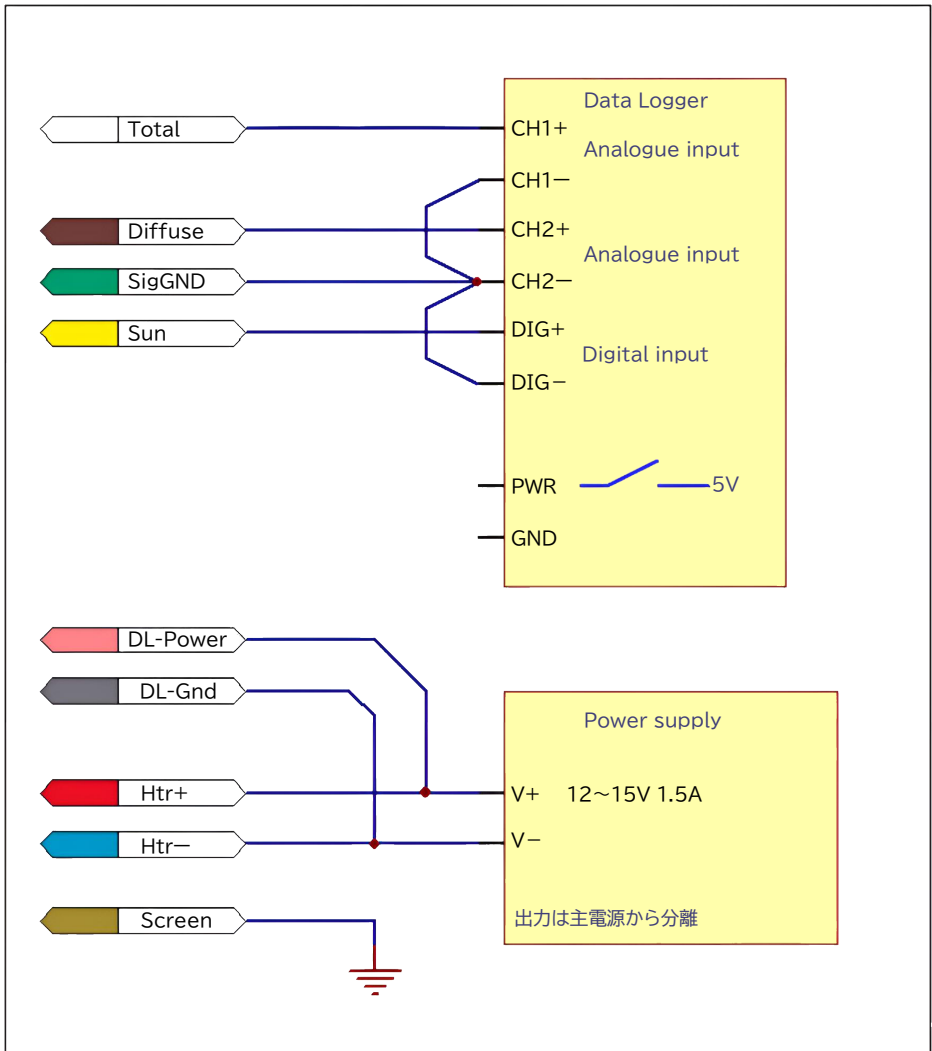 Data Logger
Total
CH1+
Analogue input
CH1−
Diffuse
CH2+
Analogue input
SigGND
CH2−
Sun
DIG+
Digital input
DIG−
PWR
5V
GND
DL-Power
DL-Gnd
Power supply
Htr+
V+ 12～15V 1.5A
Htr−
V−
Screen
出力は主電源から分離